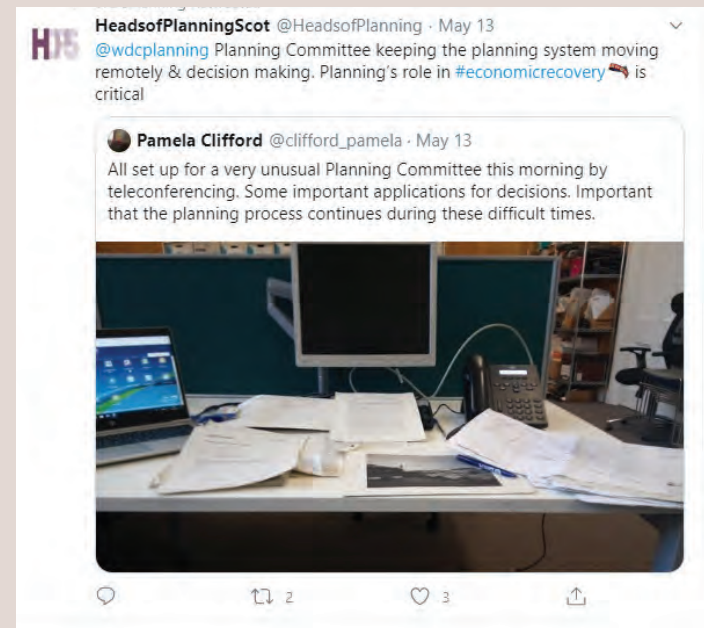 HeadsofPlanningScot @HeadsofPlanning · May 13
@wdcplanning Planning Committee keeping the planning system moving
remotely & decision making. Planning's role in #economicrecovery is
critical
Pamela Clifford @clifford_pamela · May 13
All set up for a very unusual Planning Committee this morning by
teleconferencing. Some important applications for decisions. Important
that the planning process continues during these difficult times.
2
3